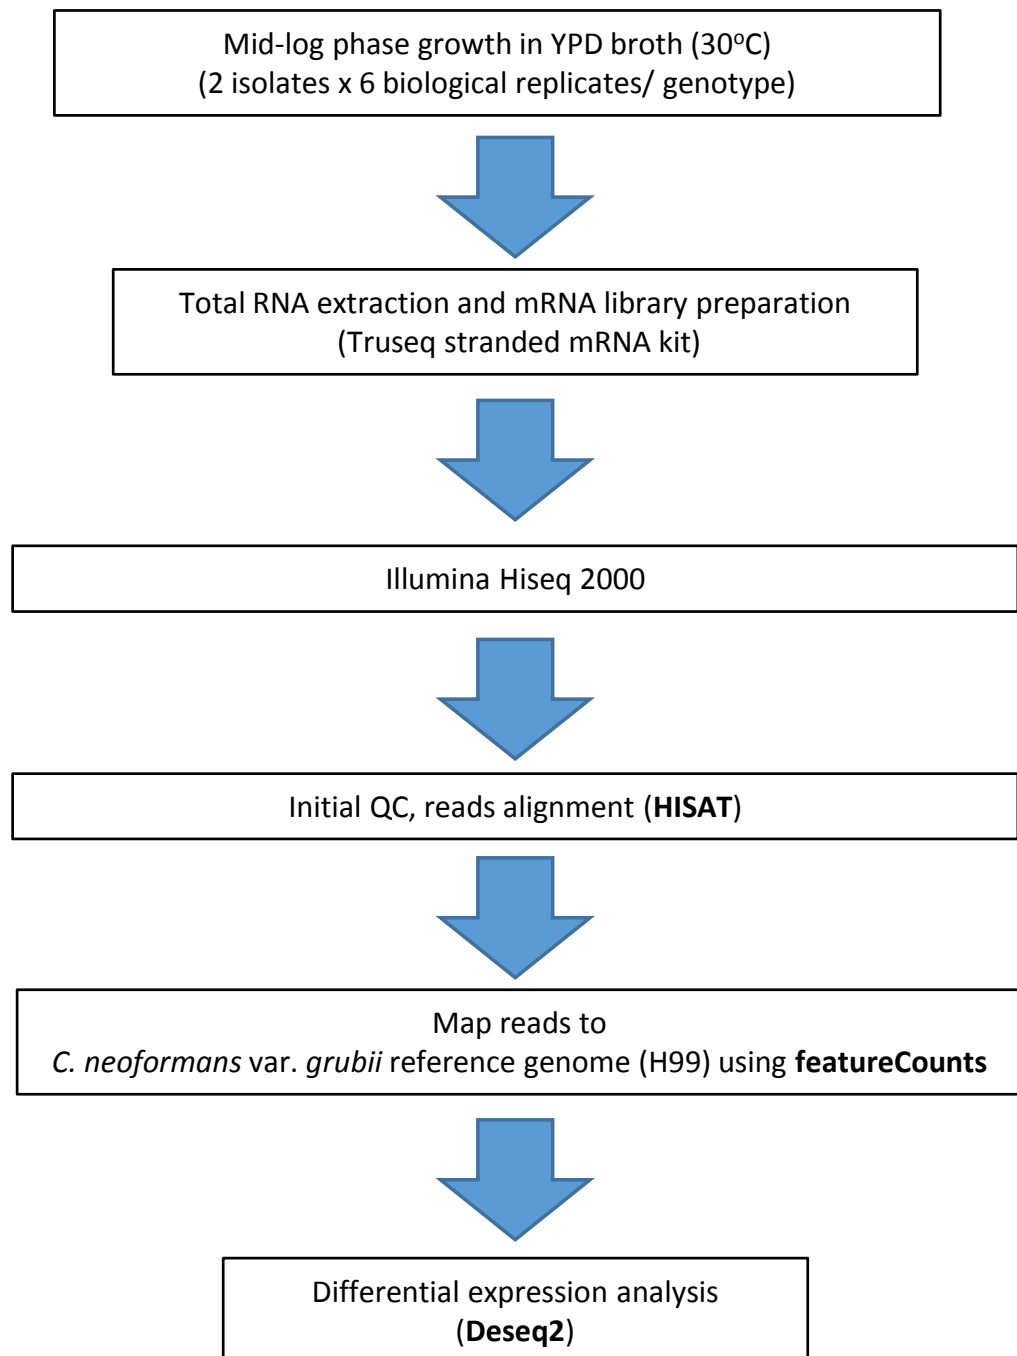 Mid-log phase growth in YPD broth (30°C)
(2 isolates x 6 biological replicates/ genotype)
Total RNA extraction and mRNA library preparation
(Truseq stranded mRNA kit)
Illumina Hiseq 2000
Initial QC, reads alignment (HISAT)
Map reads to
C. neoformans var. grubii reference genome (H99) using featureCounts
Differential expression analysis
(Deseq2)